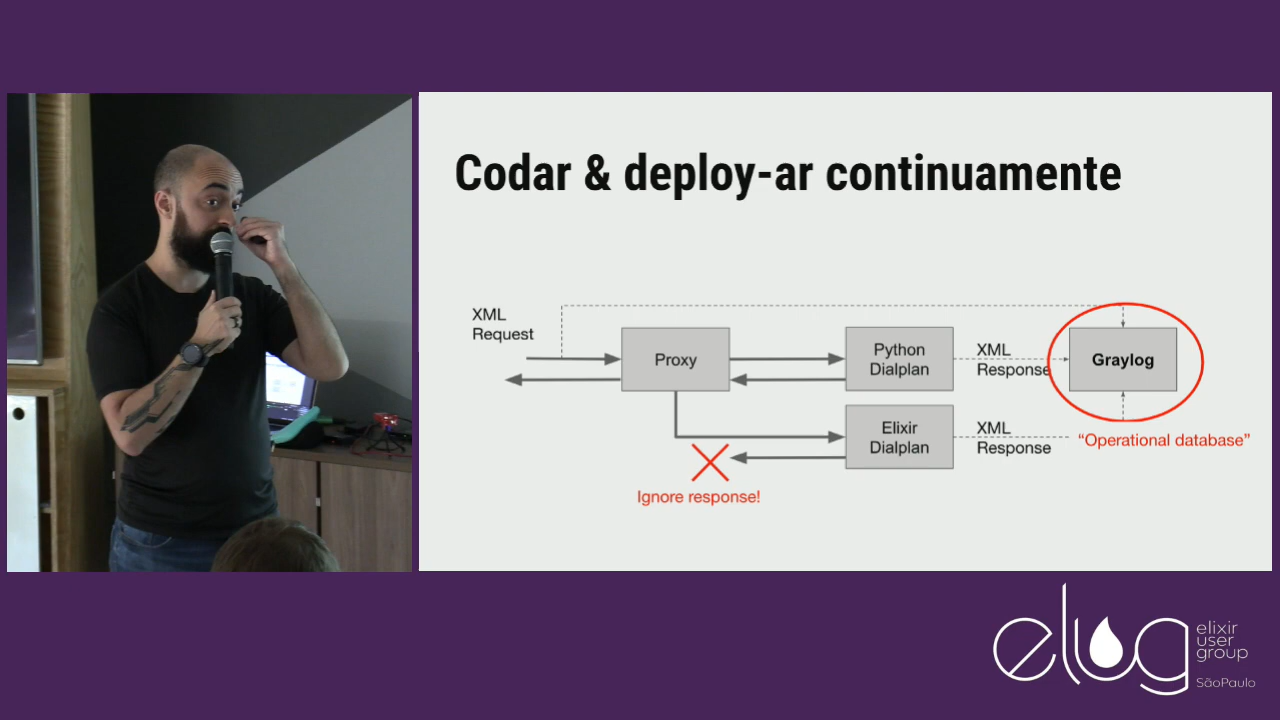 Codar & deploy-ar continuamente
XML
Request
Proxy
Python
Dialplan
XML
Response
Graylog
Elixir
Dialplan
XML
Response
“Operational database”
Ignore response!
elug
elixir
user
group
SãoPaulo